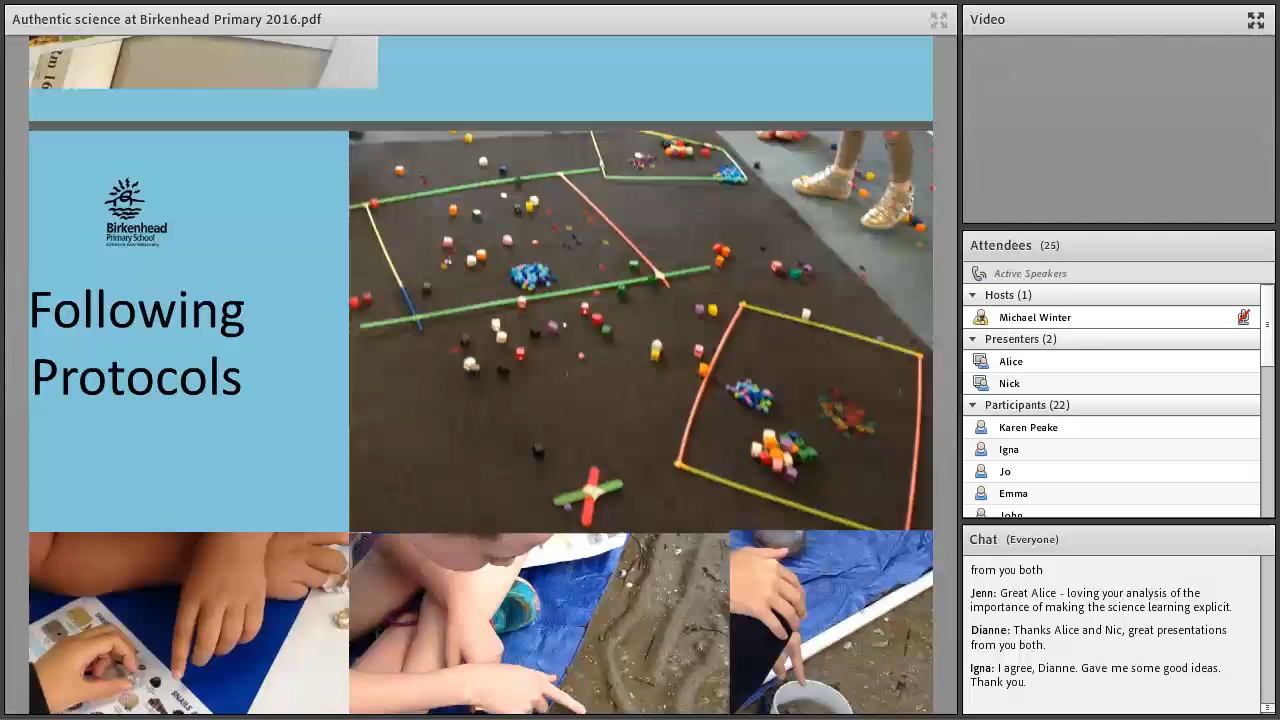 Authentic science at Birkenhead Primary 2016.pdf
Birkenhead
Primary School
Following
Protocols
Video
Attendees (25)
Active Speakers
Hosts (1)
Michael Winter
Presenters (2)
Alice
Nick
Participants (22)
Karen Peake
Igna
Jo
Emma
John
Chat (Everyone)
from you both
Jenn: Great Alice - loving your analysis of the
importance of making the science learning explicit.
Dianne: Thanks Alice and Nic, great presentations
from you both.
Igna: I agree, Dianne. Gave me some good ideas.
Thank you.